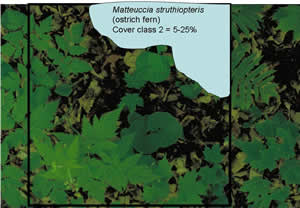 Matteuccia struthiopteris
(ostrich fern)
Cover class 2 = 5-25%